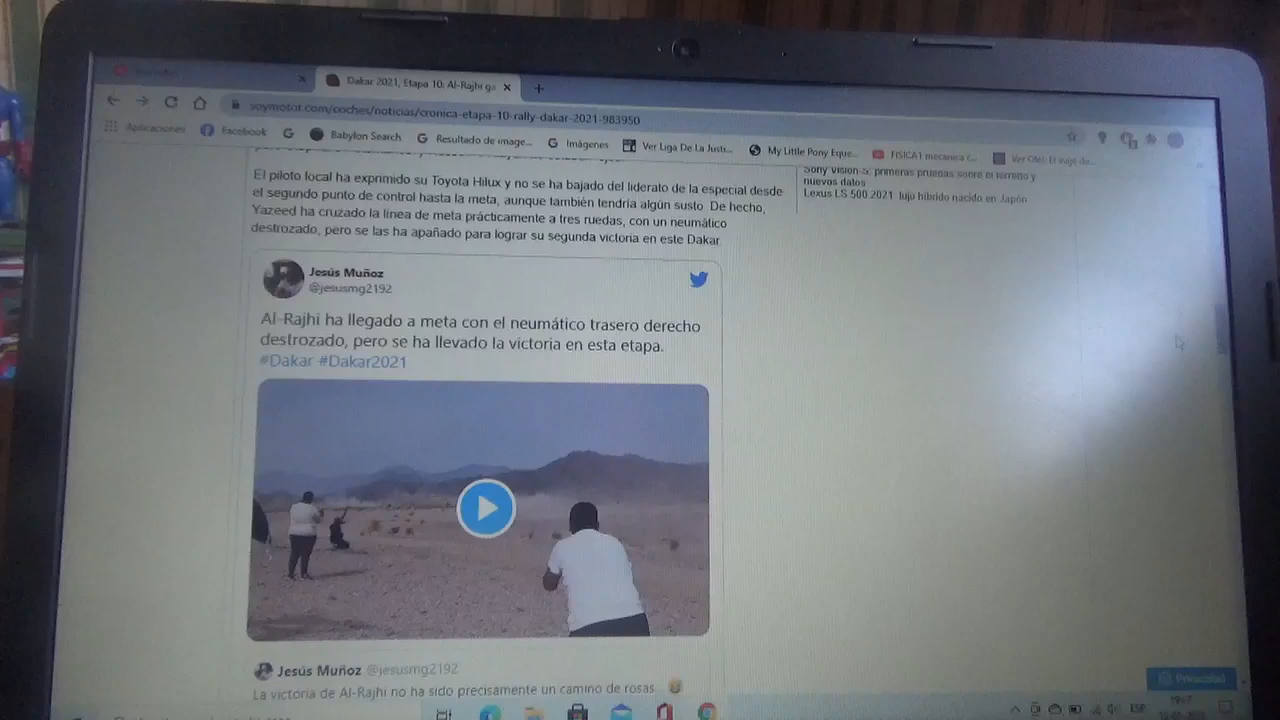 Dakar 2021, Etapa 10: Al-Rajhi ga
soymotor.com/coches/noticias/cronica-etapa-10-rally-dakar-2021-983950
Aplicaciones
Facebook
Babylon Search
Resultado de image...
Imágenes
Ver Liga De La Justi...
My Little Pony Eque...
FISICA1 mecanica c...
El piloto local ha exprimido su Toyota Hilux y no se ha bajado del liderato de la especial desde
el segundo punto de control hasta la meta, aunque también tendría algún susto. De hecho,
Yazeed ha cruzado la línea de meta prácticamente a tres ruedas, con un neumático
destrozado, pero se las ha apañado para lograr su segunda victoria en este Dakar.
Sony Vision-S: primeras pruebas sobre el terreno y
nuevos datos
Lexus LS 500 2021: lujo híbrido nacido en Japón
Jesús Muñoz
@jesusmg2192
Al-Rajhi ha llegado a meta con el neumático trasero derecho
destrozado, pero se ha llevado la victoria en esta etapa.
#Dakar #Dakar2021
Jesús Muñoz @jesusmg2192
La victoria de Al-Rajhi no ha sido precisamente un camino de rosas.
Privacidad
ESP